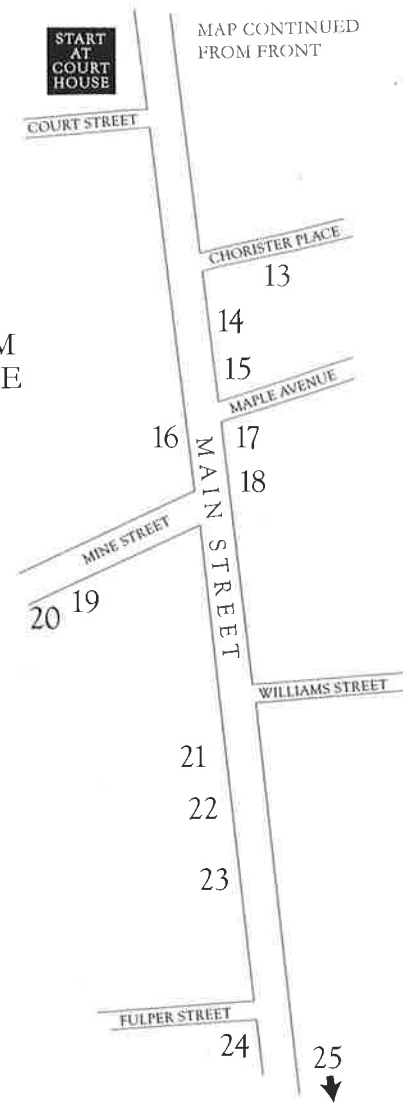 START
AT
COURT
HOUSE
MAP CONTINUED
FROM FRONT
COURT STREET
CHORISTER PLACE
13
14
M
E
15
MAPLE AVENUE
16
17
MAIN STREET
18
MINE STREET
19
20
WILLIAMS STREET
21
22
23
FULPER STREET
24
25